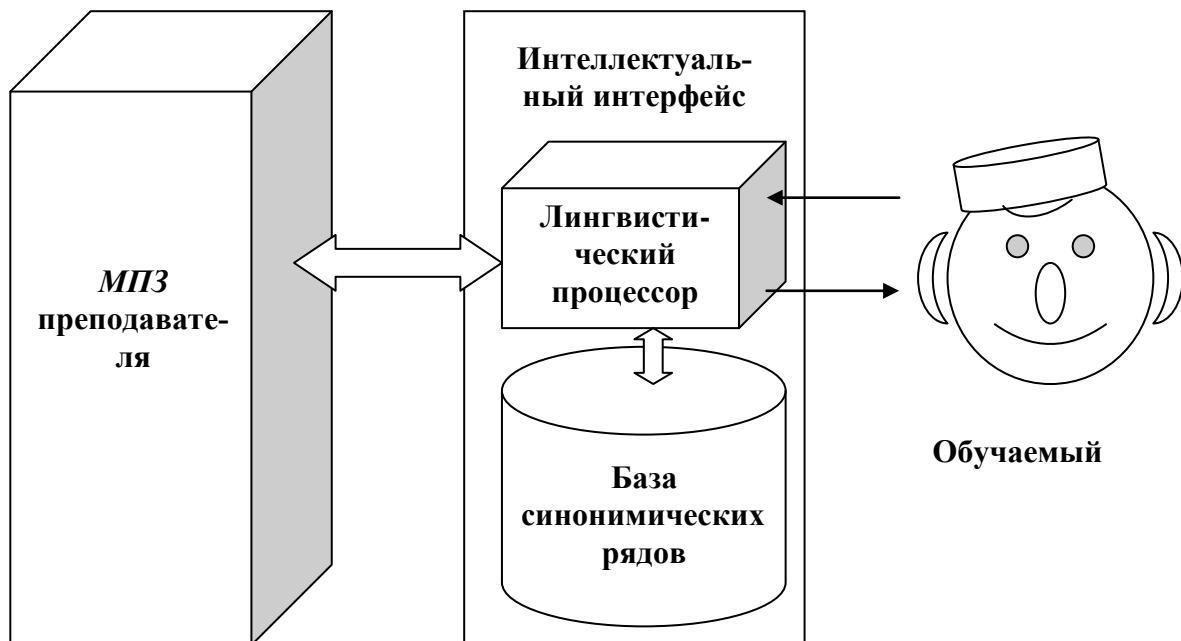 Интеллектуаль-
ный интерфейс
Лингвисти-
ческий
процессор
МПЗ
преподавате-
ля
Обучаемый
База
синонимических
рядов